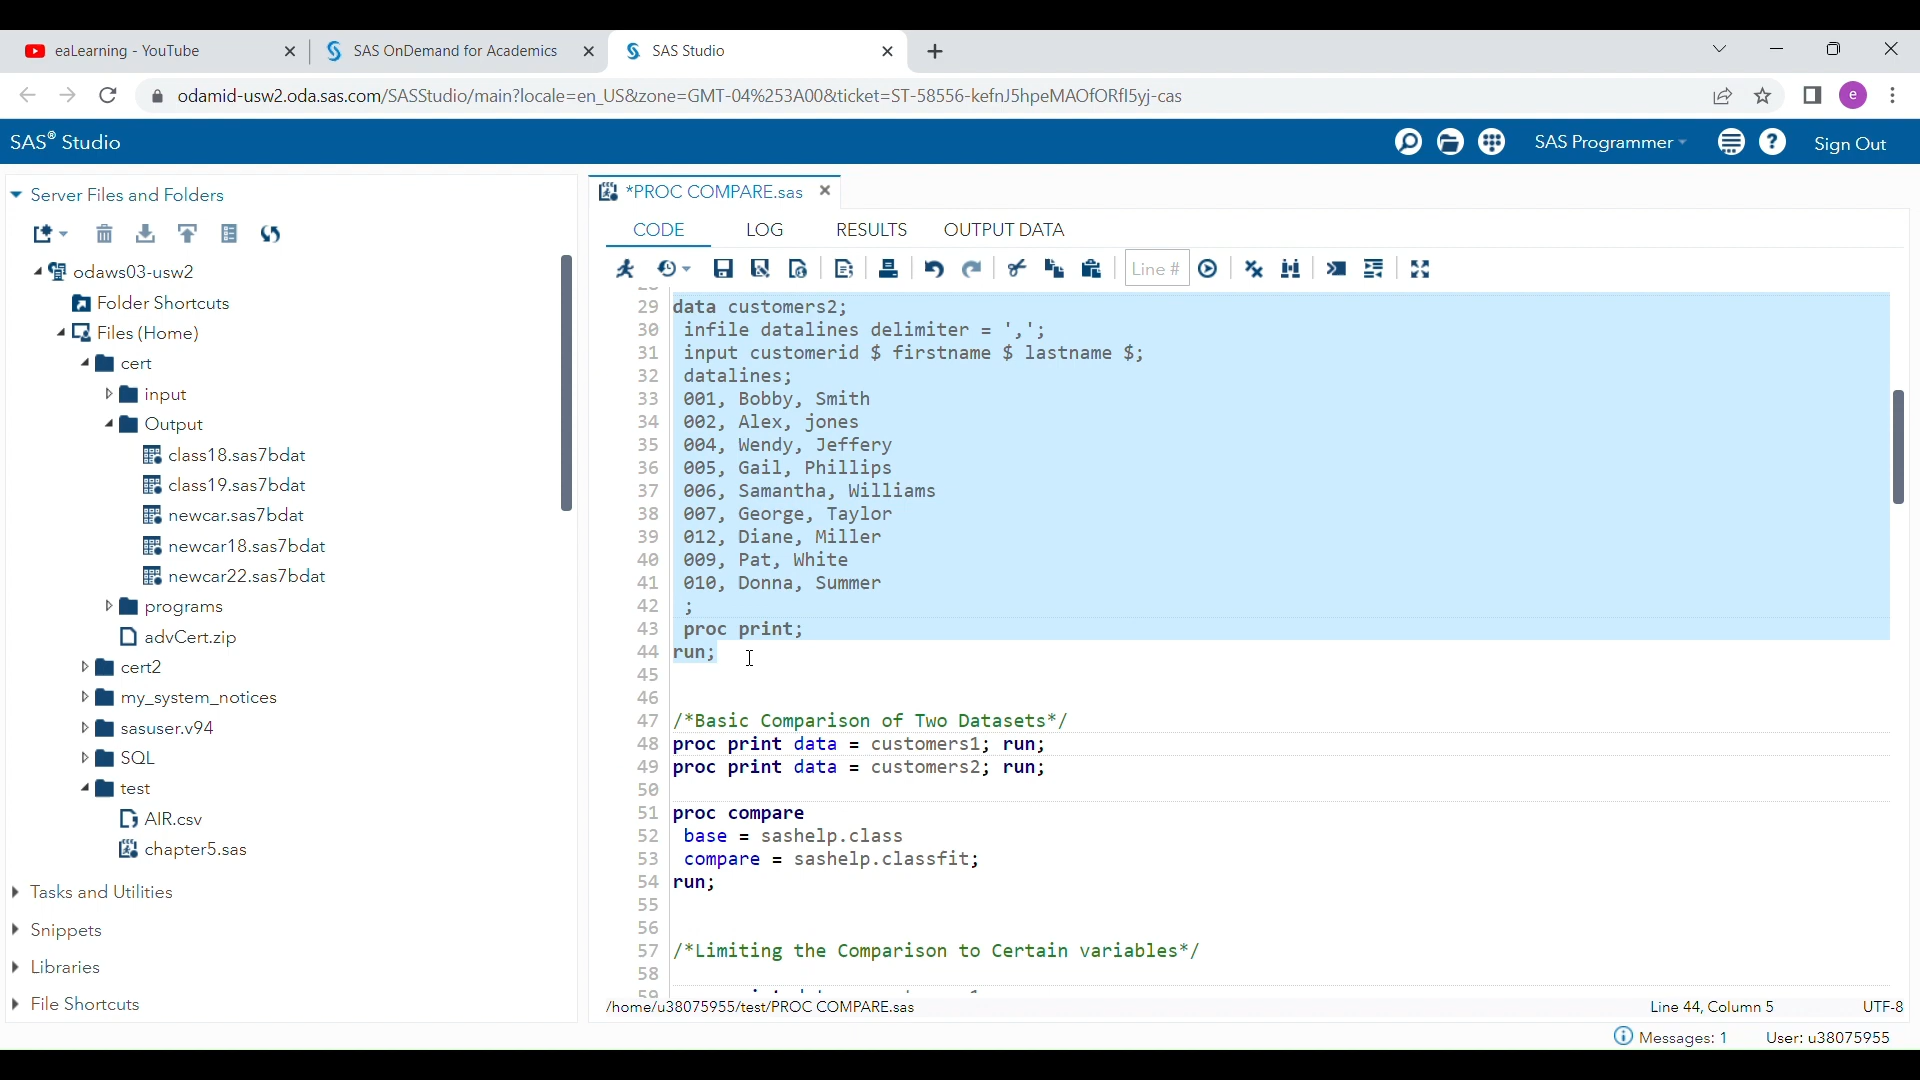 eaLearning - YouTube
SAS OnDemand for Academics
SAS Studio
odamid-usw2.oda.sas.com/SASStudio/main?locale=en_US&zone=GMT-04%253A00&ticket=ST-58556-kefnJ5hpeMAOfORfI5yj-cas
e
SAS® Studio
SAS Programmer
Sign Out
Server Files and Folders
odaws03-usw2
Folder Shortcuts
Files (Home)
cert
input
Output
class18.sas7bdat
class19.sas7bdat
newcar.sas7bdat
newcar18.sas7bdat
newcar22.sas7bdat
programs
advCert.zip
cert2
my_system_notices
sasuser.v94
SQL
test
AIR.csv
chapter5.sas
Tasks and Utilities
Snippets
Libraries
File Shortcuts
*PROC COMPARE.sas
CODE LOG RESULTS OUTPUT DATA
Line #
29 data customers2;
30 infile datalines delimiter = ',';
31 input customerid $ firstname $ lastname $;
32 datalines;
33 001, Bobby, Smith
34 002, Alex, jones
35 004, Wendy, Jeffery
36 005, Gail, Phillips
37 006, Samantha, Williams
38 007, George, Taylor
39 012, Diane, Miller
40 009, Pat, White
41 010, Donna, Summer
42 ;
43 proc print;
44 run;
45
46
47 /*Basic Comparison of Two Datasets*/
48 proc print data = customers1; run;
49 proc print data = customers2; run;
50
51 proc compare
52 base = sashelp.class
53 compare = sashelp.classfit;
54 run;
55
56
57 /*Limiting the Comparison to Certain variables*/
58
/home/u38075955/test/PROC COMPARE.sas
Line 44, Column 5
UTF-8
Messages: 1
User: u38075955